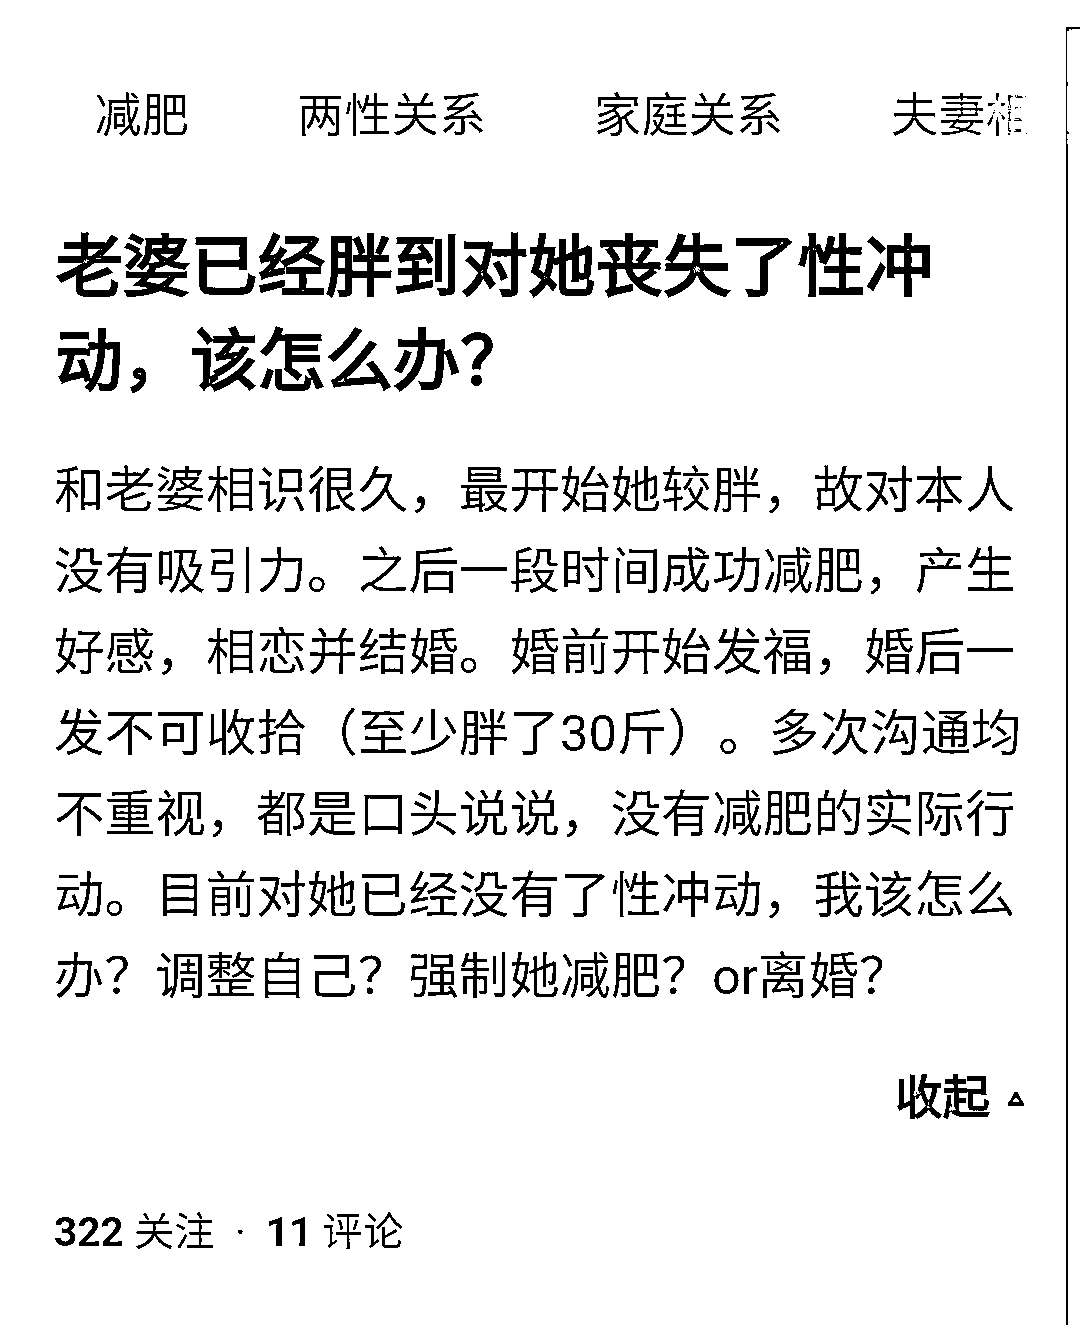 减肥 两性关系 家庭关系 夫妻相
老婆已经胖到对她丧失了性冲
动，该怎么办？
和老婆相识很久，最开始她较胖，故对本人
没有吸引力。之后一段时间成功减肥，产生
好感，相恋并结婚。婚前开始发福，婚后一
发不可收拾（至少胖了30斤）。多次沟通均
不重视，都是口头说说，没有减肥的实际行
动。目前对她已经没有了性冲动，我该怎么
办？调整自己？强制她减肥？or离婚？
收起
322 关注 · 11 评论